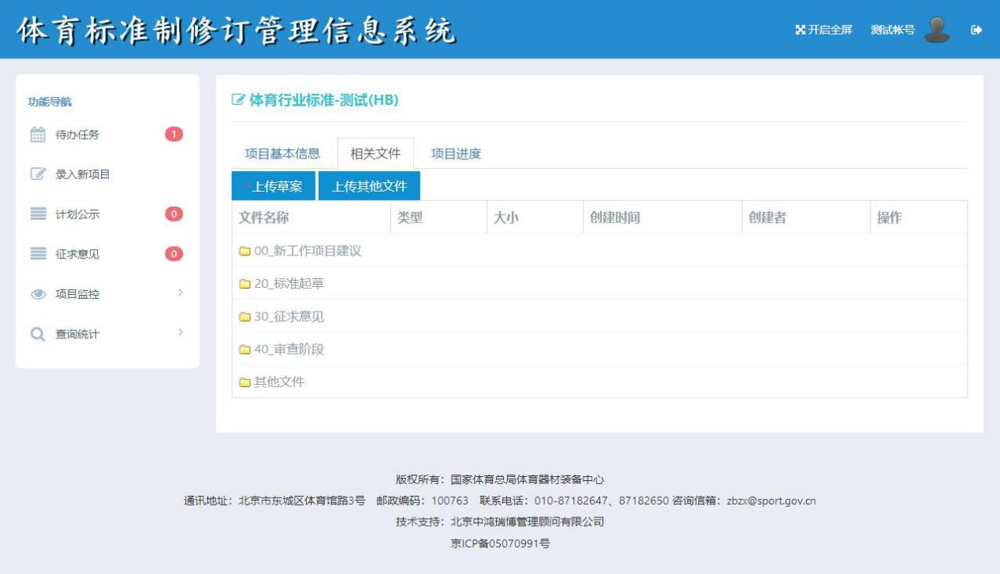 体育标准制修订管理信息系统
开启全屏 测试帐号
功能导航
待办任务 1
录入新项目
计划公示 0
征求意见 0
项目监控
查询统计
体育行业标准-测试(HB)
项目基本信息 相关文件 项目进度
*上传草案 上传其他文件
文件名称 类型 大小 创建时间 创建者 操作
00_新工作项目建议
20_标准起草
30_征求意见
40_审查阶段
其他文件
版权所有：国家体育总局体育器材装备中心
通讯地址：北京市东城区体育馆路3号 邮政编码：100763 联系电话：010-87182647、87182650 咨询信箱：zbzx@sport.gov.cn
技术支持：北京中鸿瑞博管理顾问有限公司
京ICP备05070991号